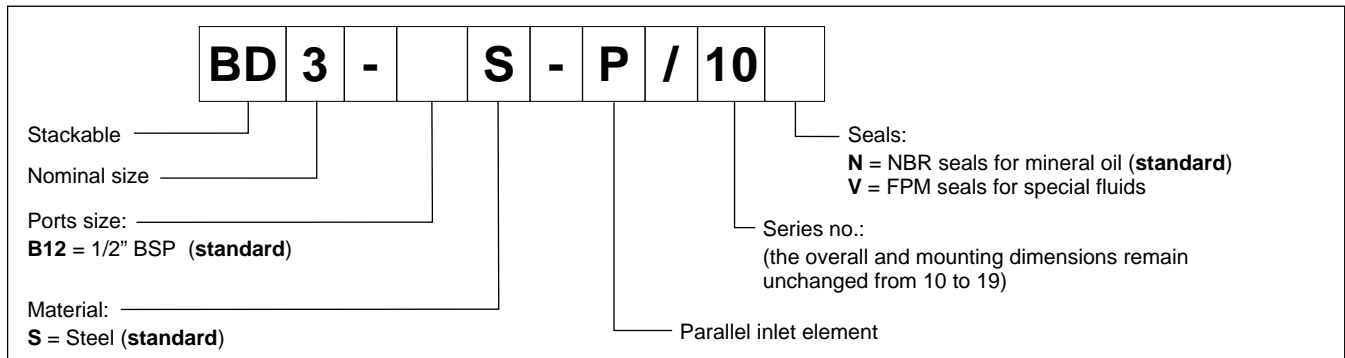 BD 3 - S - P / 10
Stackable
Nominal size
Ports size:
B12 = 1/2” BSP (standard)
Material:
S = Steel (standard)
Seals:
N = NBR seals for mineral oil (standard)
V = FPM seals for special fluids
Series no.:
(the overall and mounting dimensions remain
unchanged from 10 to 19)
Parallel inlet element